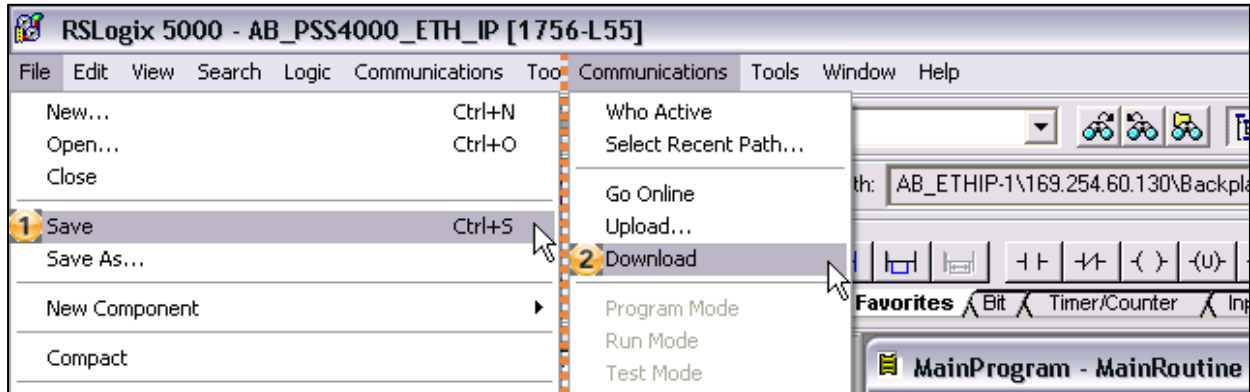 RSLogix 5000 - AB_PSS4000_ETH_IP [1756-L55]
File Edit View Search Logic Communications Too
New... Ctrl+N
Open... Ctrl+O
Close
1 Save Ctrl+S
Save As...
New Component
Compact
Communications Tools Window Help
Who Active
Select Recent Path...
Go Online
Upload...
2 Download
Program Mode
Run Mode
Test Mode
th: AB_ETHIP-1\169.254.60.130\Backpla
(U)
Favorites Bit Timer/Counter Inp
MainProgram - MainRoutine